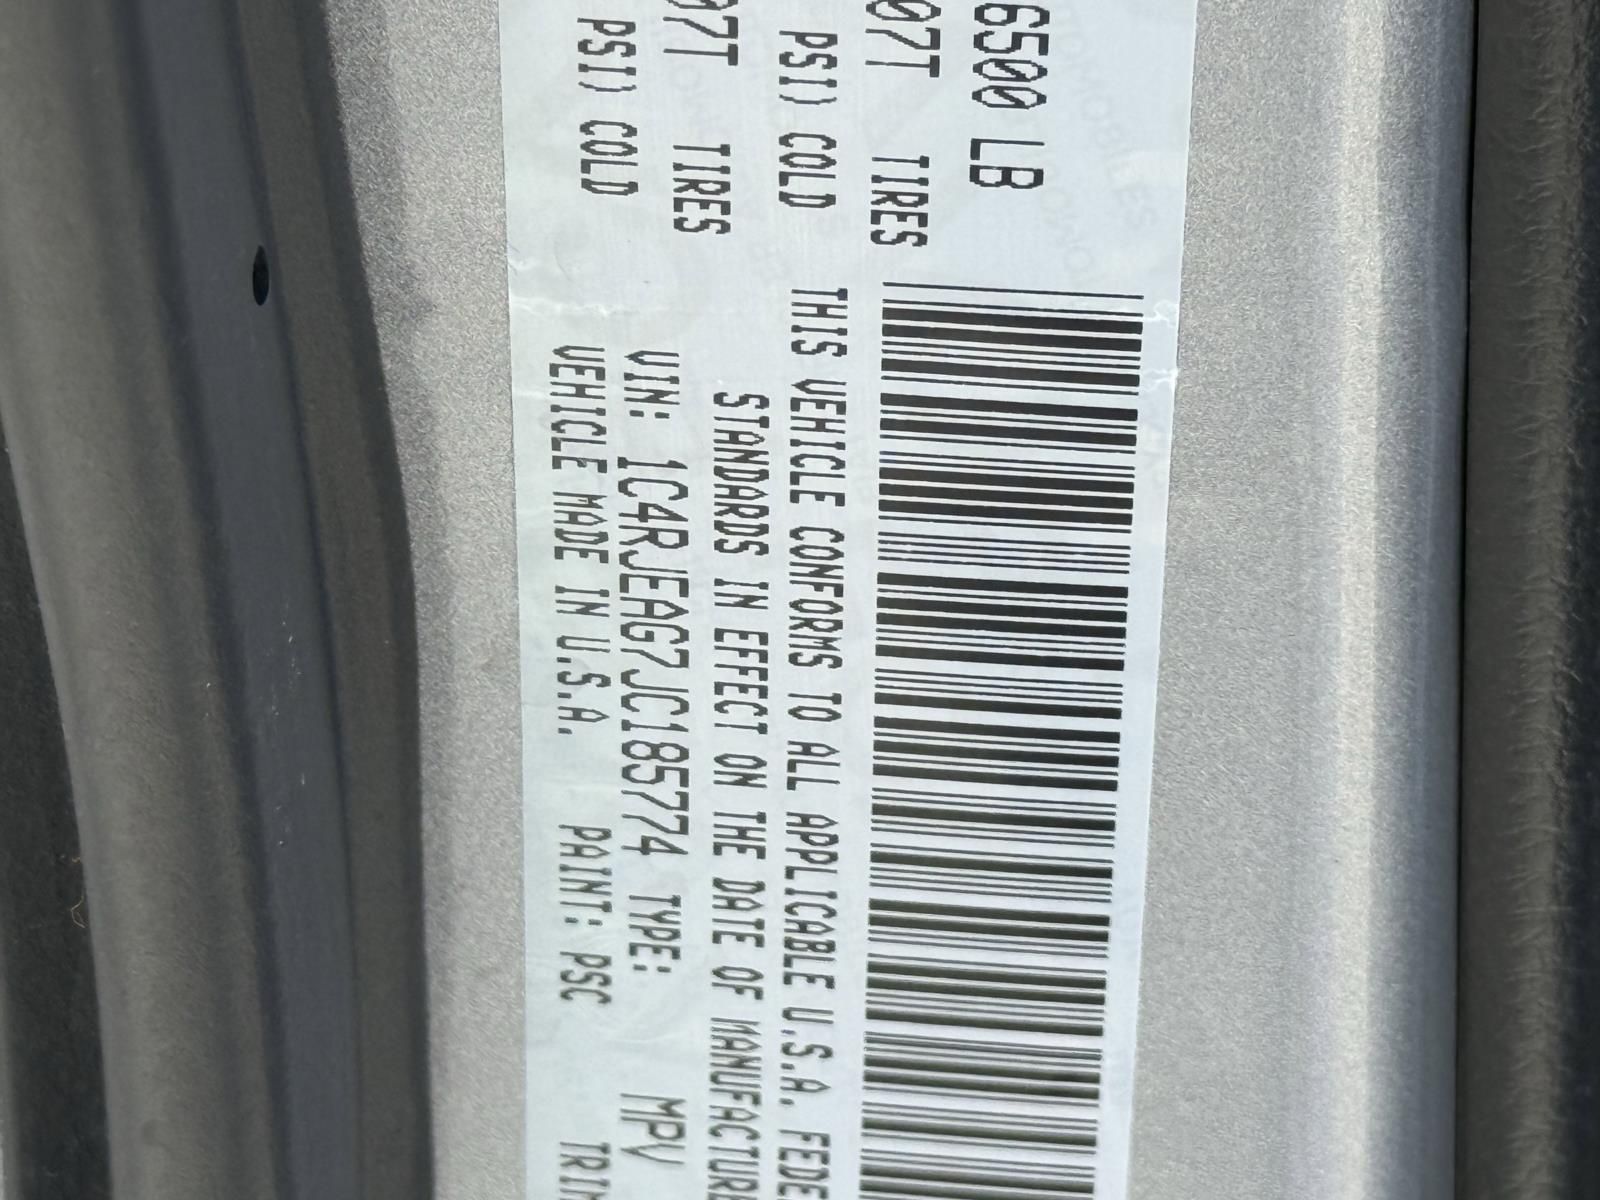 6500 LB
07T TIRES
PSI) COLD
07T TIRES
PSI) COLD
THIS VEHICLE CONFORMS TO ALL APPLICABLE U.S.A. FEDE
STANDARDS IN EFFECT ON THE DATE OF MANUFACTURE
VIN: 1C4RJEAG7JC185774 TYPE: MPV
VEHICLE MADE IN U.S.A. PAINT: PSC TRIM